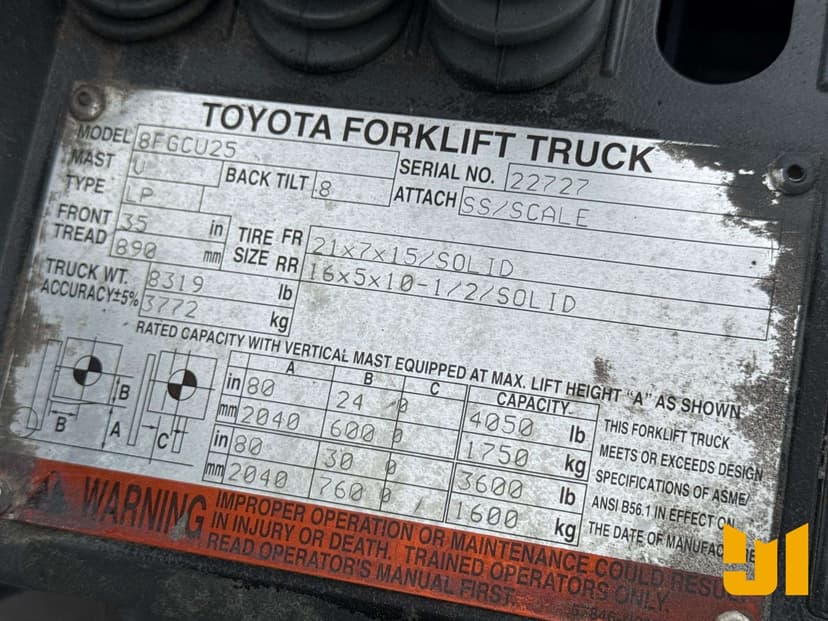 TOYOTA FORKLIFT TRUCK
MODEL 8FGCU25 SERIAL NO. 22727
MAST U BACK TILT 8 ATTACH SS/SCALE
TYPE LP
FRONT TREAD 35 in 890 mm
TIRE SIZE FR 21x7x15/SOLID
RR 16x5x10-1/2/SOLID
TRUCK WT. 8319 lb
ACCURACY±5% 3772 kg
RATED CAPACITY WITH VERTICAL MAST EQUIPPED AT MAX. LIFT HEIGHT "A" AS SHOWN
A B C CAPACITY
in 80 24 0 4050 lb
mm 2040 600 0 1750 kg
in 80 30 0 3600 lb
mm 2040 760 0 1600 kg
B A B C
THIS FORKLIFT TRUCK
MEETS OR EXCEEDS DESIGN
SPECIFICATIONS OF ASME/
ANSI B56.1 IN EFFECT ON
THE DATE OF MANUFACTURE
WARNING
IMPROPER OPERATION OR MAINTENANCE COULD RESULT
IN INJURY OR DEATH. TRAINED OPERATORS ONLY.
READ OPERATOR'S MANUAL FIRST.